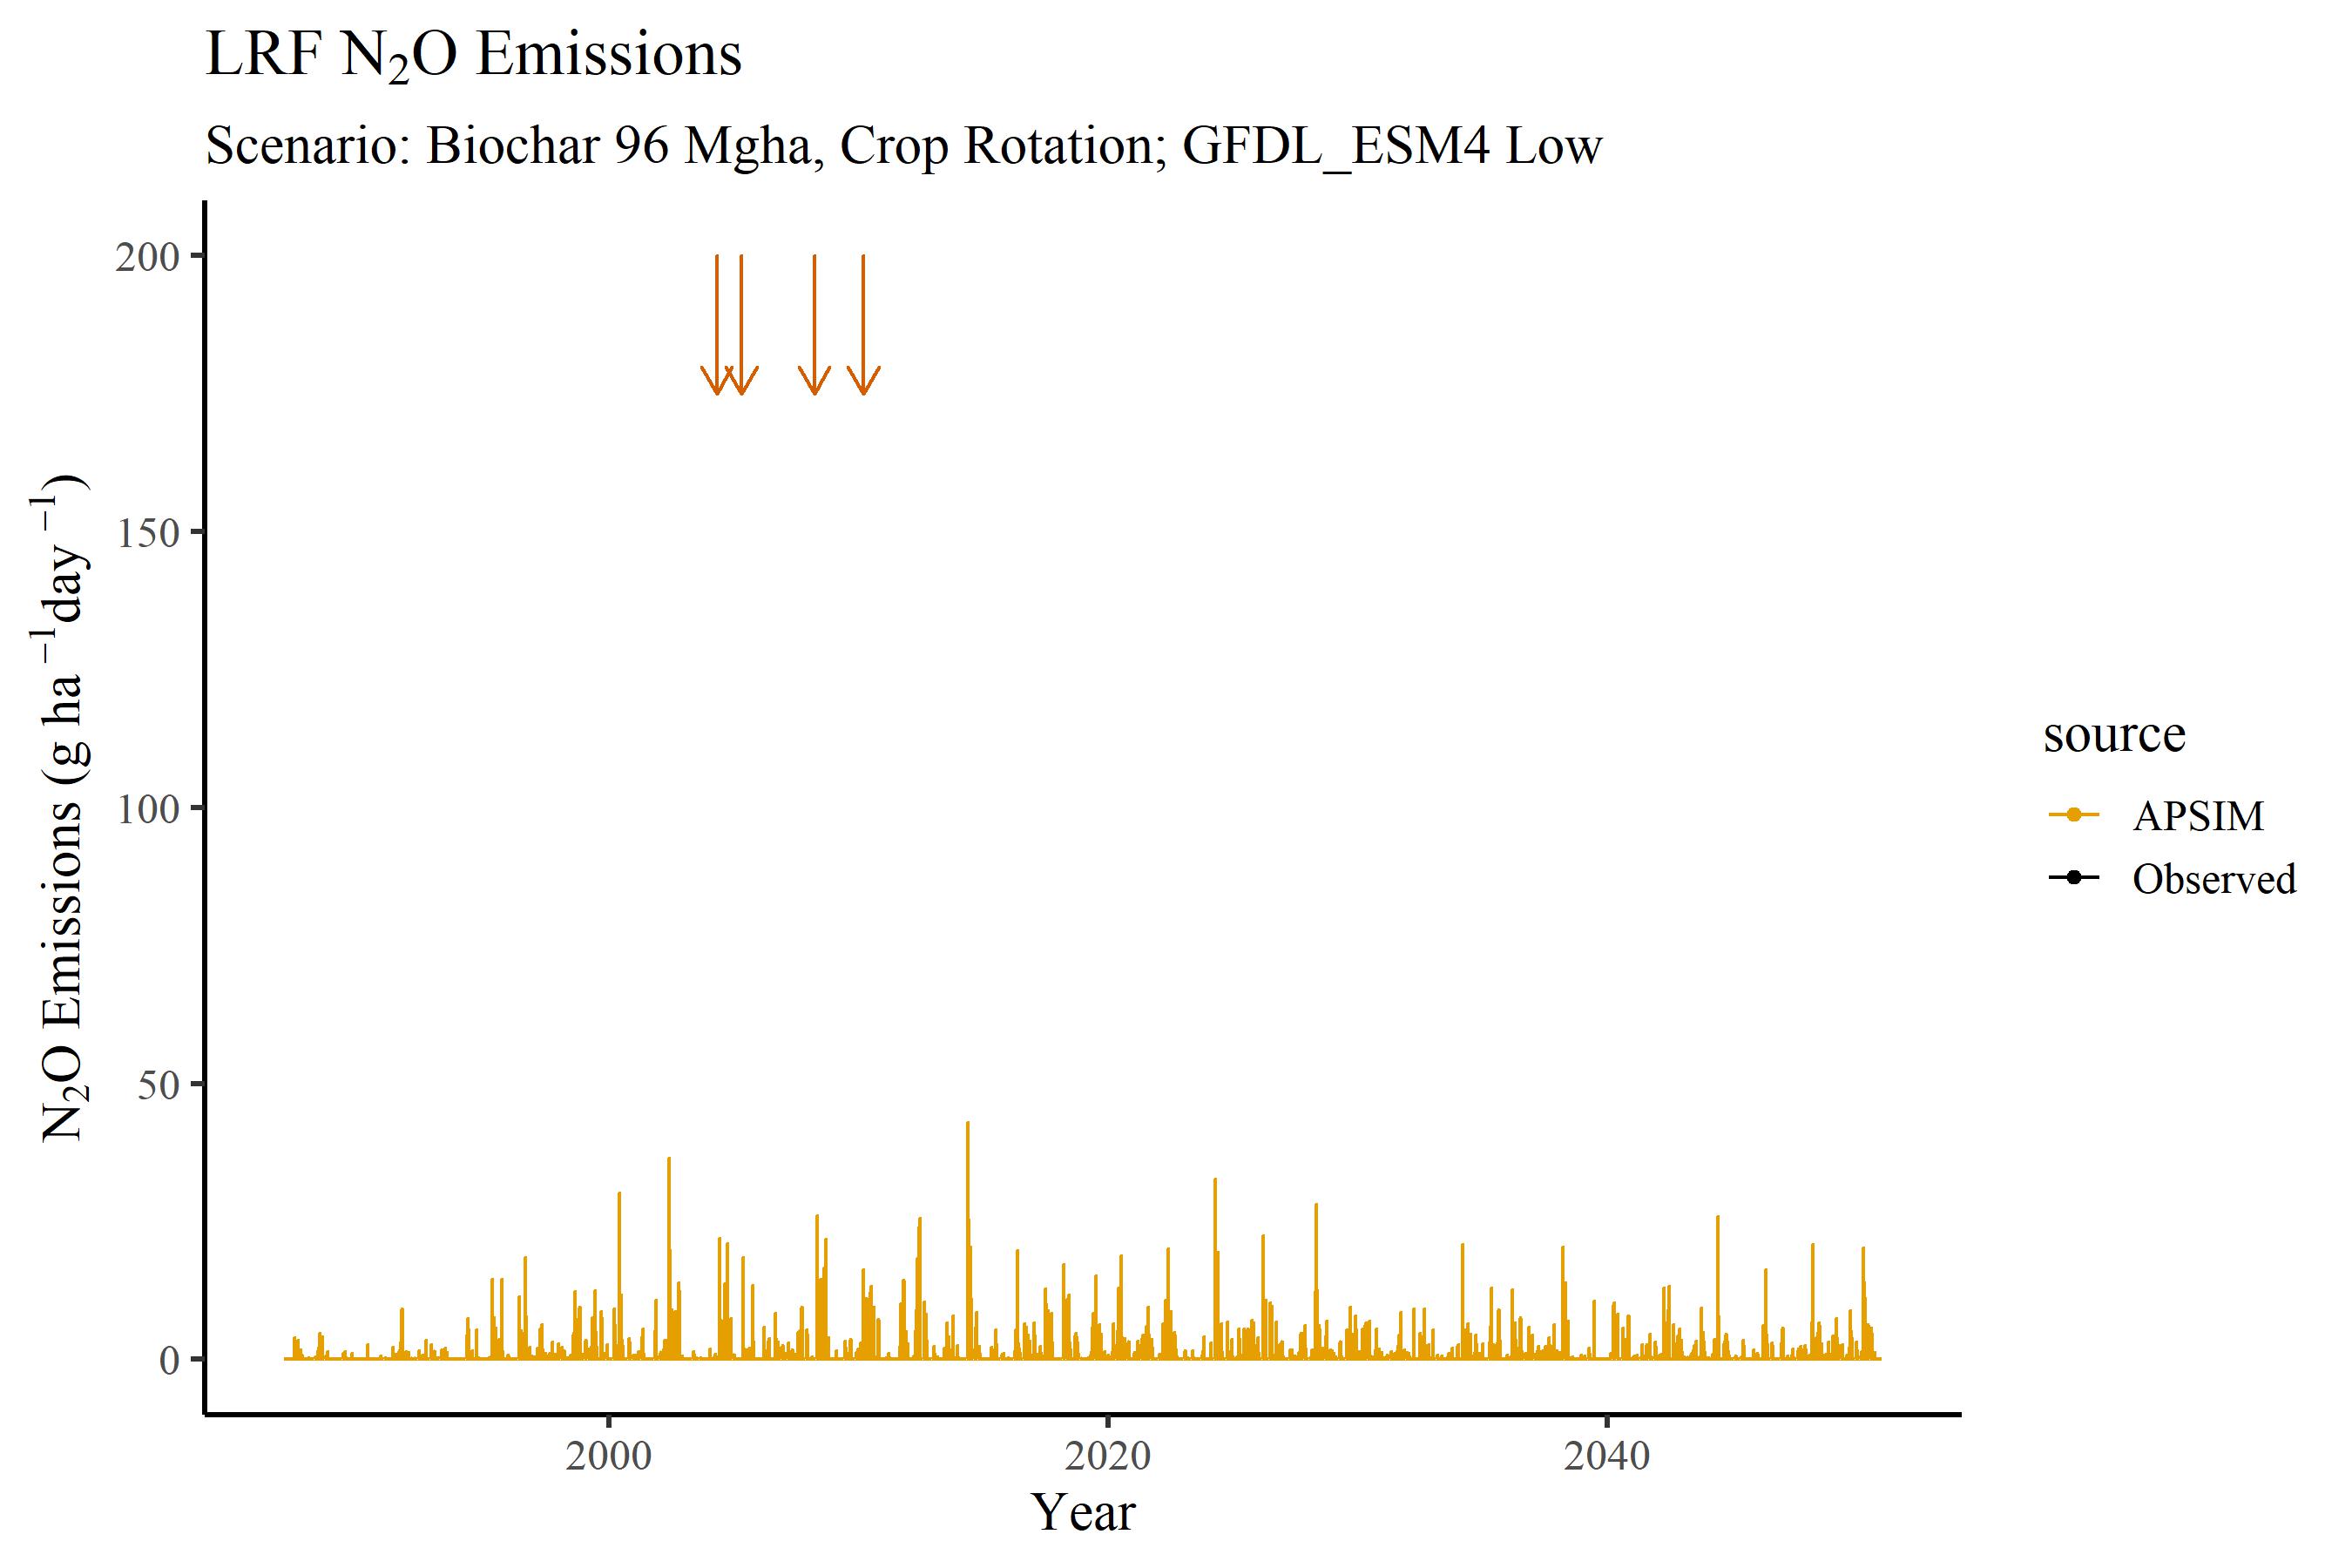 LRF N₂O Emissions
Scenario: Biochar 96 Mgha, Crop Rotation; GFDL_ESM4 Low
N₂O Emissions (g ha ⁻¹day ⁻¹)
200
150
100
50
0
2000
2020
2040
Year
source
APSIM
Observed